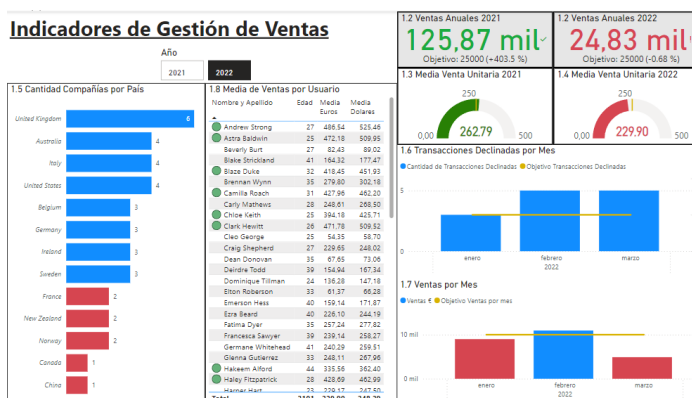 Indicadores de Gestión de Ventas
Año
2021 2022
1.2 Ventas Anuales 2021
125,87 mil
Objetivo: 25000 (+403.5 %)
1.2 Ventas Anuales 2022
24,83 mil
Objetivo: 25000 (-0.68 %)
1.3 Media Venta Unitaria 2021
250
0,00 262.79 500
1.4 Media Venta Unitaria 2022
250
0,00 229.90 500
1.5 Cantidad Compañías por País
United Kingdom 6
Australia 4
Italy 4
United States 4
Belgium 3
Germany 3
Ireland 3
Sweden 3
France 2
New Zealand 2
Norway 2
Canada 1
China 1
1.8 Media de Ventas por Usuario
Nombre y Apellido Edad Media Euros Media Dolares
Andrew Strong 27 486,54 525,46
Astra Baldwin 25 472,18 509,95
Beverly Burt 27 82,43 89,02
Blake Strickland 41 164,32 177,47
Blaze Duke 32 418,45 451,93
Brennan Wynn 35 279,80 302,18
Camilla Roach 31 427,96 462,20
Carly Mathews 28 248,61 268,50
Chloe Keith 25 394,18 425,71
Clark Hewitt 26 471,78 509,52
Cleo George 25 54,35 58,70
Craig Shepherd 27 229,65 248,02
Dean Donovan 35 67,65 73,06
Deirdre Todd 39 154,94 167,34
Dominique Tillman 24 136,28 147,18
Elton Roberson 33 61,37 66,28
Emerson Hess 40 159,14 171,87
Ezra Beard 40 226,10 244,19
Fatima Dyer 35 257,24 277,82
Francesca Sawyer 39 239,14 258,27
Germane Whitehead 41 240,29 259,51
Glenna Gutierrez 33 248,11 267,96
Hakeem Alford 44 335,56 362,40
Haley Fitzpatrick 28 428,69 462,99
Harper Hart 23 229,17 247,50
Total
1.6 Transacciones Declinadas por Mes
Cantidad de Transacciones Declinadas Objetivo Transacciones Declinadas
5
0
enero febrero marzo
2022
1.7 Ventas por Mes
Ventas € Objetivo Ventas por mes
10 mil
0 mil
enero febrero marzo
2022